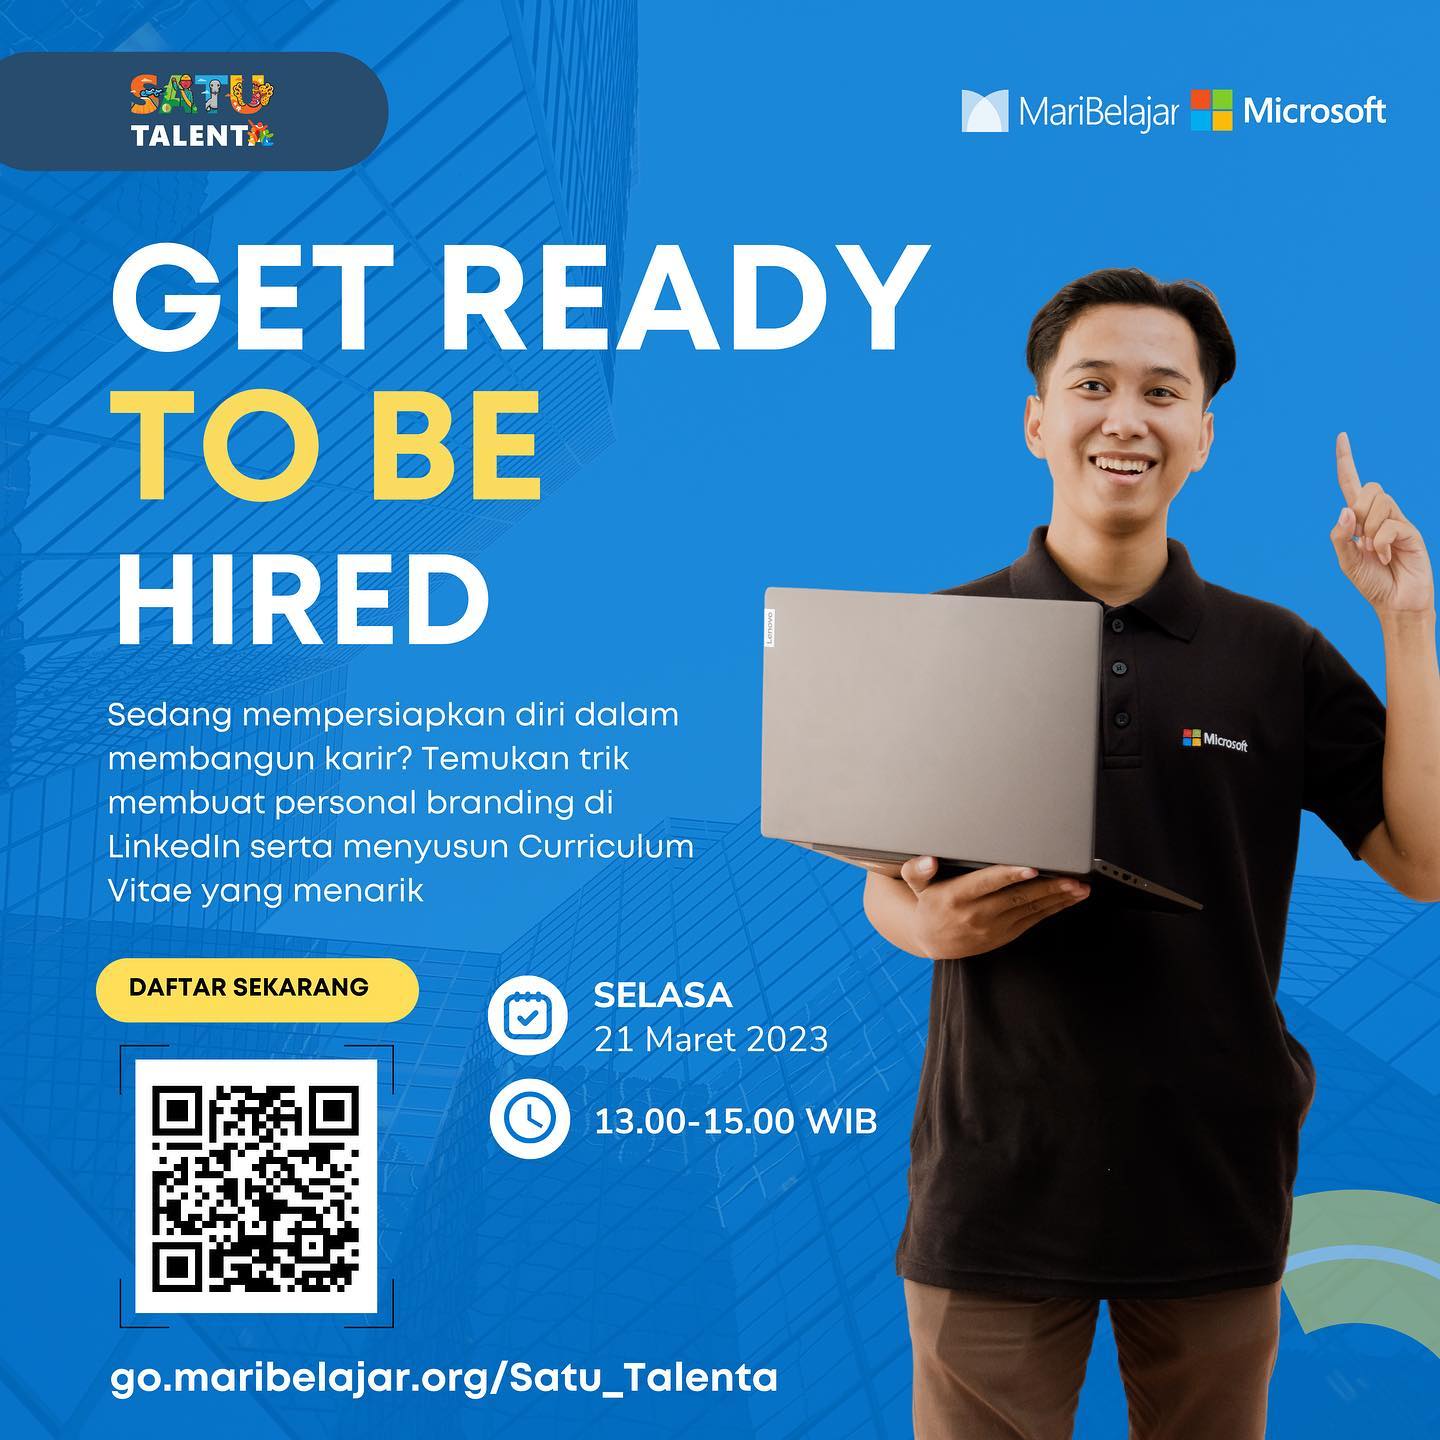 SATU
TALENTA
MariBelajar Microsoft
GET READY
TO BE
HIRED
Lenovo
Microsoft
Sedang mempersiapkan diri dalam
membangun karir? Temukan trik
membuat personal branding di
LinkedIn serta menyusun Curriculum
Vitae yang menarik
DAFTAR SEKARANG
SELASA
21 Maret 2023
13.00-15.00 WIB
go.maribelajar.org/Satu_Talenta